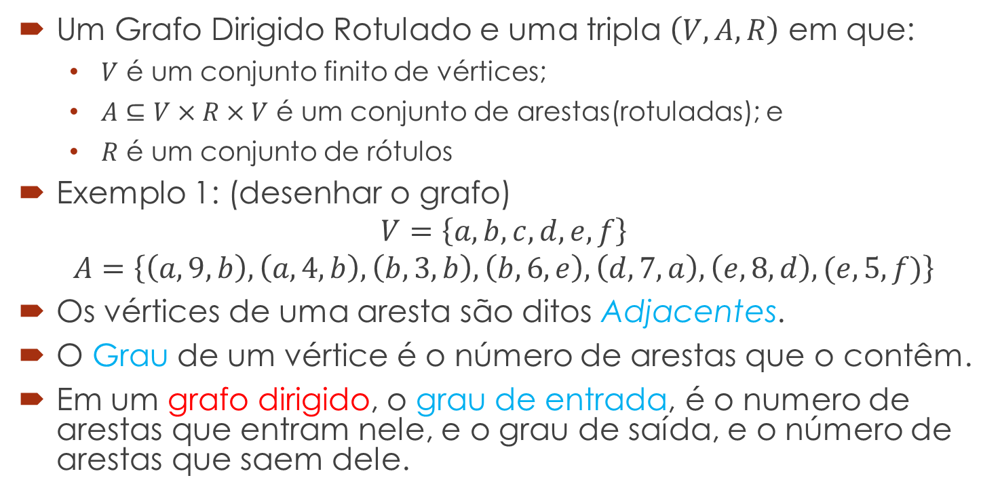 Um Grafo Dirigido Rotulado e uma tripla (𝑉, 𝐴, 𝑅) em que:
• 𝑉 é um conjunto finito de vértices;
• 𝐴 ⊆ 𝑉 × 𝑅 × 𝑉 é um conjunto de arestas(rotuladas); e
• 𝑅 é um conjunto de rótulos
Exemplo 1: (desenhar o grafo)
𝑉 = {𝑎, 𝑏, 𝑐, 𝑑, 𝑒, 𝑓}
𝐴 = {(𝑎, 9, 𝑏), (𝑎, 4, 𝑏), (𝑏, 3, 𝑏), (𝑏, 6, 𝑒), (𝑑, 7, 𝑎), (𝑒, 8, 𝑑), (𝑒, 5, 𝑓)}
Os vértices de uma aresta são ditos Adjacentes.
O Grau de um vértice é o número de arestas que o contêm.
Em um grafo dirigido, o grau de entrada, é o numero de
arestas que entram nele, e o grau de saída, e o número de
arestas que saem dele.